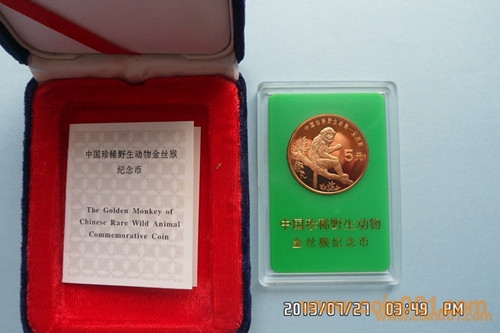 中国珍稀野生动物金丝猴
纪念币
The Golden Monkey of
Chinese Rare Wild Animal
Commemorative Coin
5元
中国珍稀野生动物
金丝猴纪念币
2013/07/27 03:49 PM